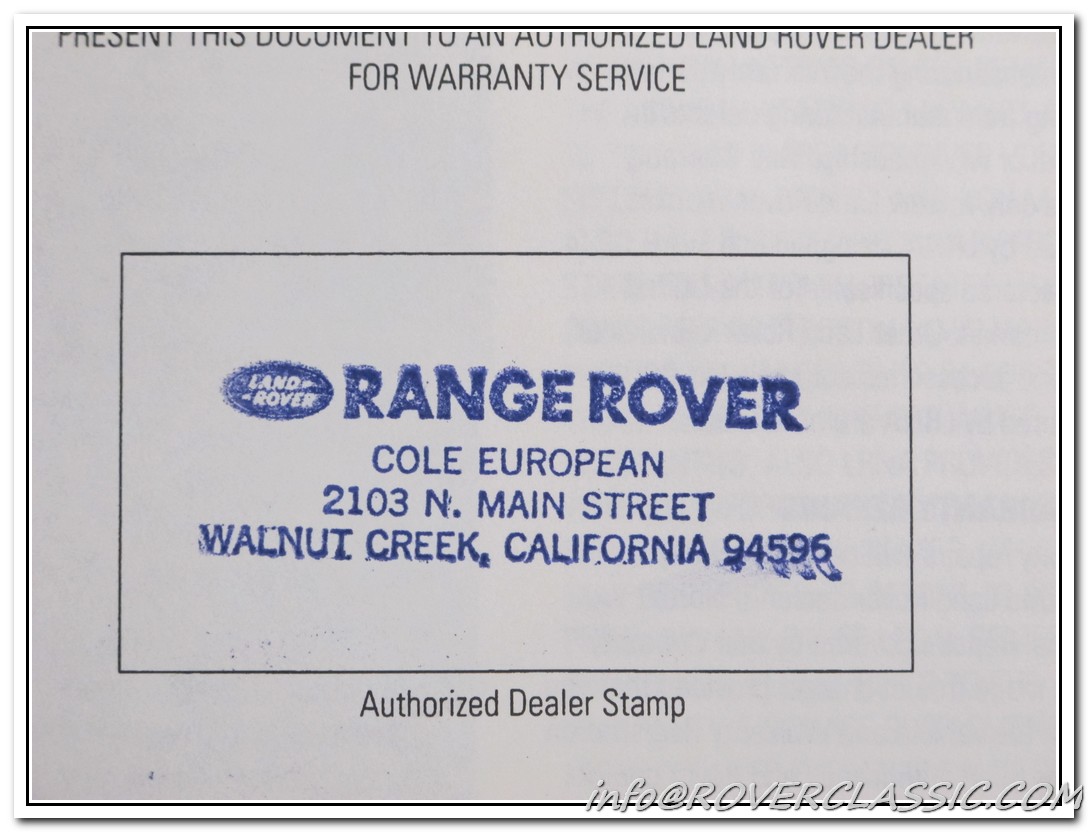 PRESENT THIS DOCUMENT TO AN AUTHORIZED LAND ROVER DEALER
FOR WARRANTY SERVICE
LAND-
ROVER
RANGE ROVER
COLE EUROPEAN
2103 N. MAIN STREET
WALNUT CREEK, CALIFORNIA 94596
Authorized Dealer Stamp
info@ROVERCLASSIC.COM